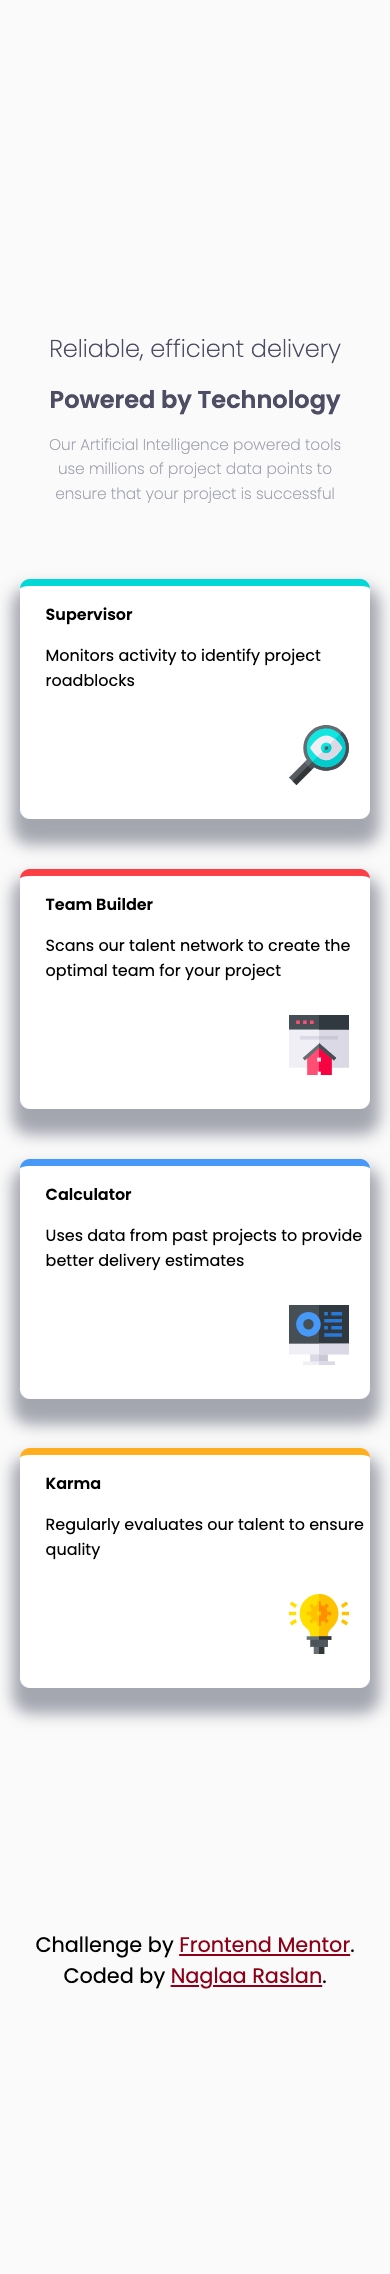 Reliable, efficient delivery
Powered by Technology
Our Artificial Intelligence powered tools
use millions of project data points to
ensure that your project is successful
Supervisor
Monitors activity to identify project
roadblocks
Team Builder
Scans our talent network to create the
optimal team for your project
Calculator
Uses data from past projects to provide
better delivery estimates
Karma
Regularly evaluates our talent to ensure
quality
Challenge by Frontend Mentor.
Coded by Naglaa Raslan.